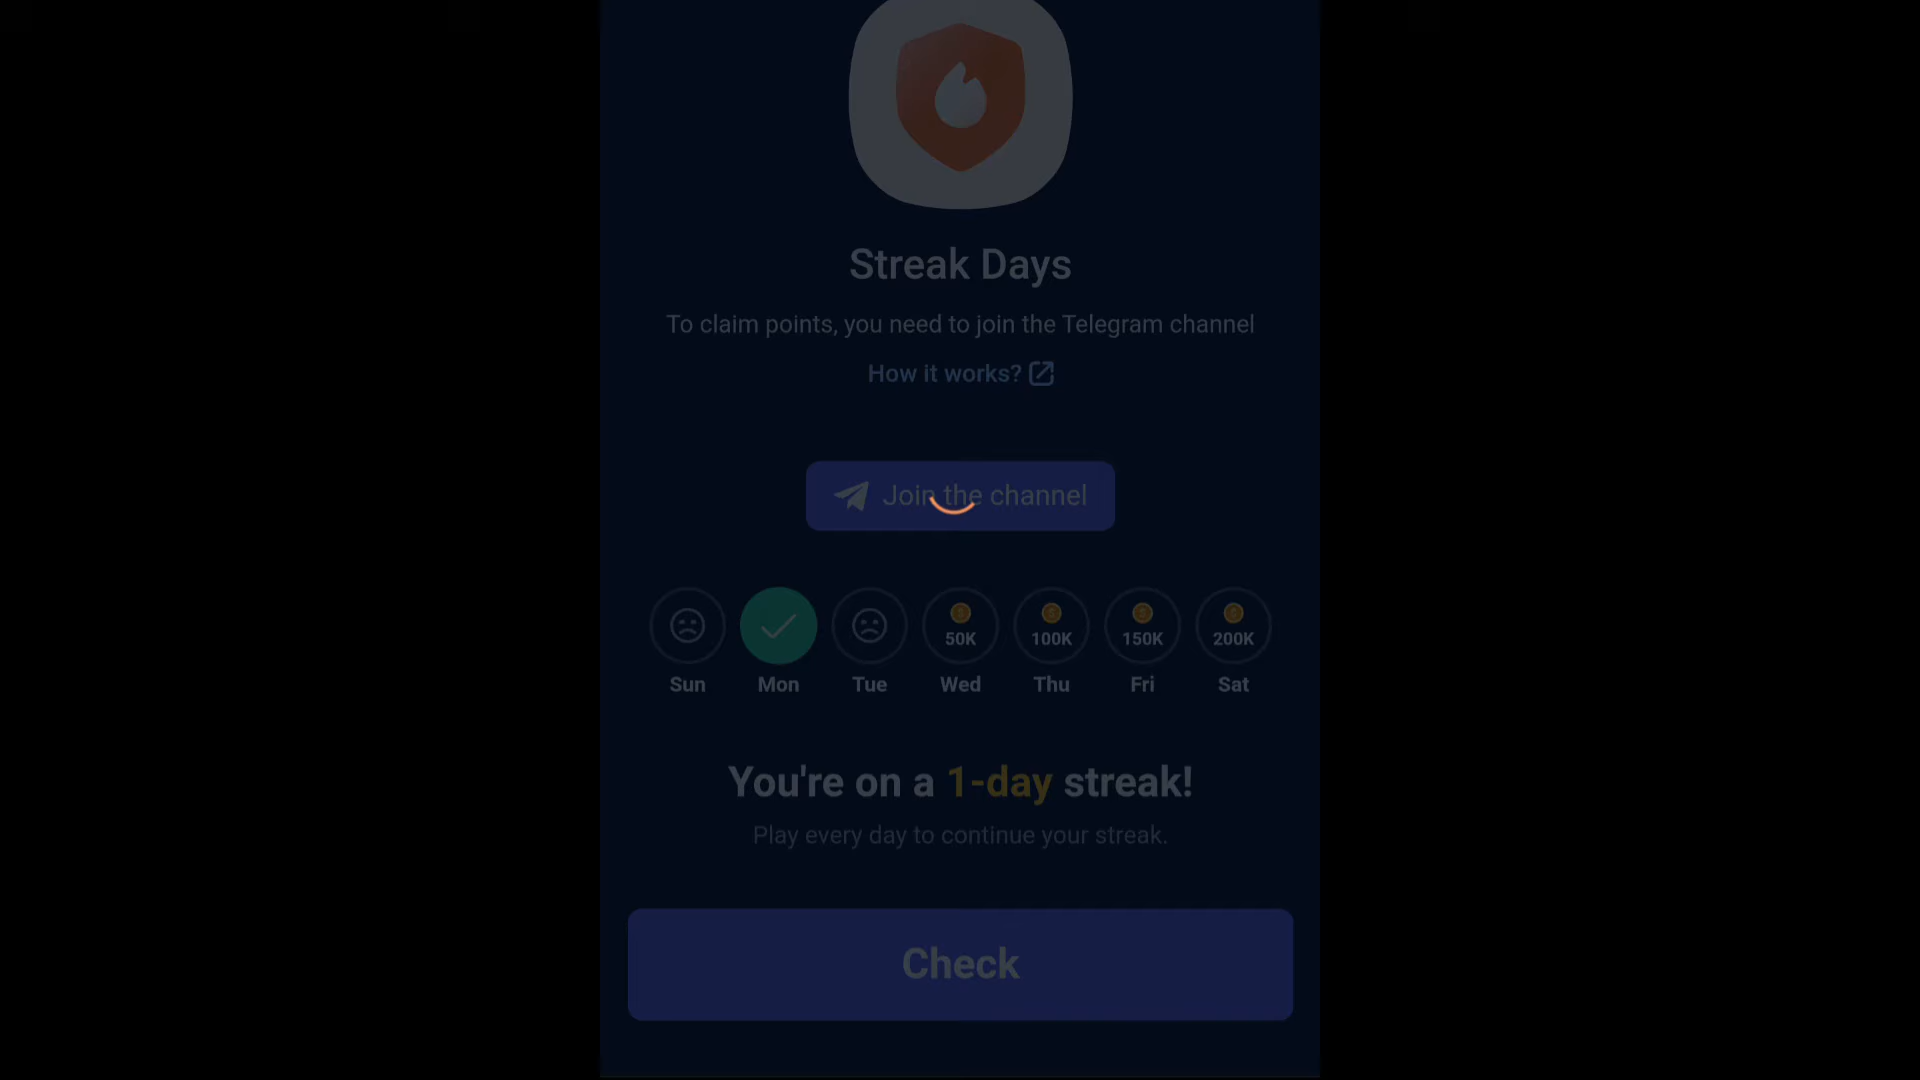 Streak Days
To claim points, you need to join the Telegram channel
How it works?
Join the channel
50K 100K 150K 200K
Sun Mon Tue Wed Thu Fri Sat
You're on a 1-day streak!
Play every day to continue your streak.
Check